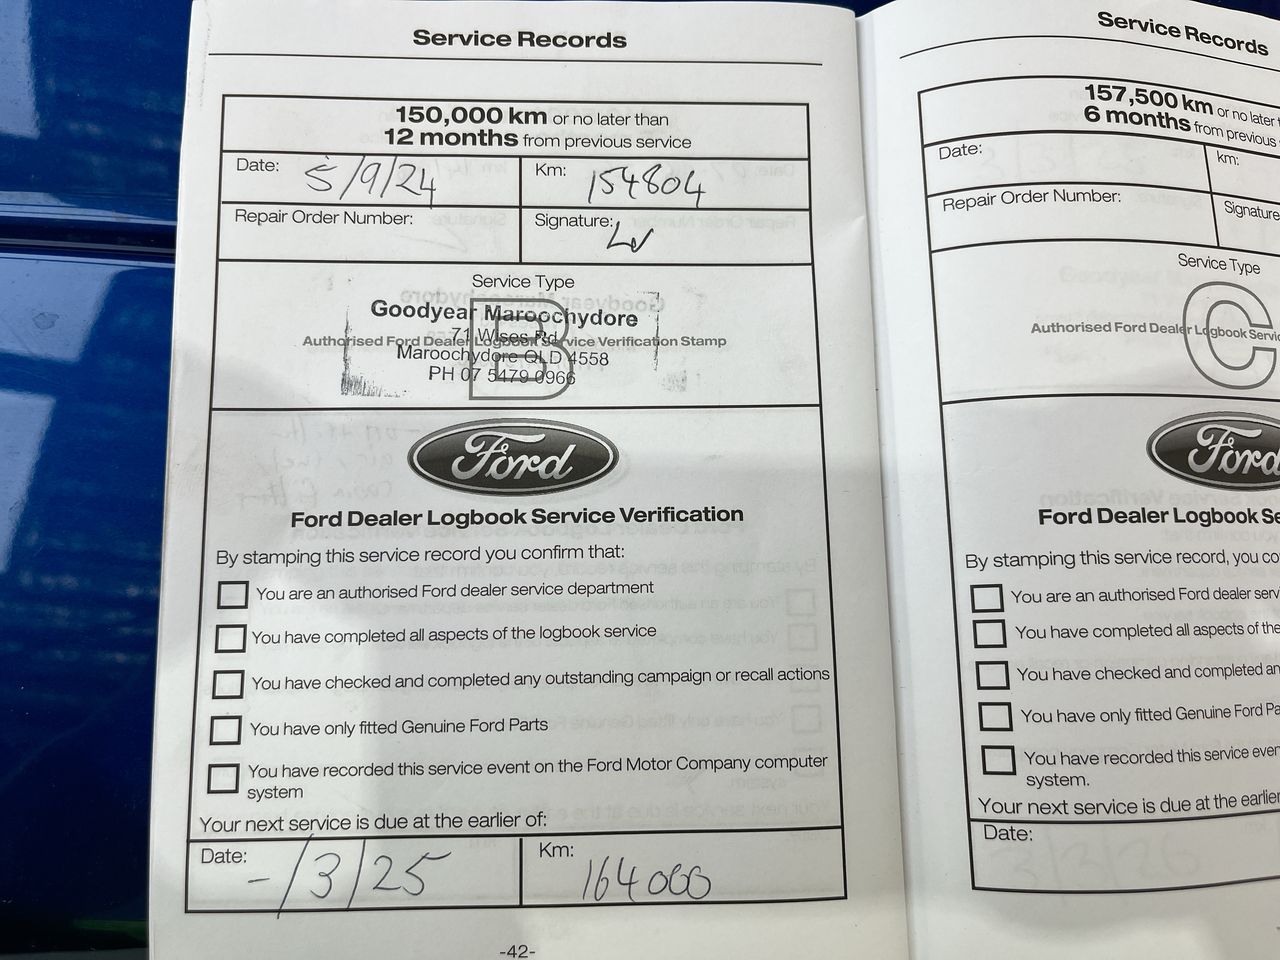 Service Records
150,000 km or no later than
12 months from previous service
Date: 5/9/24
Km: 154804
Repair Order Number:
Signature:
Service Type
B
Goodyear Maroochydore
71 Wises Rd
Authorised Ford Dealer Logbook Service Verification Stamp
Maroochydore QLD 4558
PH 07 5479 0966
Ford
Ford Dealer Logbook Service Verification
By stamping this service record you confirm that:
You are an authorised Ford dealer service department
You have completed all aspects of the logbook service
You have checked and completed any outstanding campaign or recall actions
You have only fitted Genuine Ford Parts
You have recorded this service event on the Ford Motor Company computer
system
Your next service is due at the earlier of:
Date: -/3/25
Km: 164000
-42-
Service Records
157,500 km or no later
6 months from previous
Date:
km:
Repair Order Number:
Signature
Service Type
C
Authorised Ford Dealer Logbook
Ford
Ford Dealer Logbook
By stamping this service record, you
You are an authorised Ford dealer
You have completed all aspects of the
You have checked and completed
You have only fitted Genuine Ford
You have recorded this service
system.
Your next service is due at the earlier
Date: